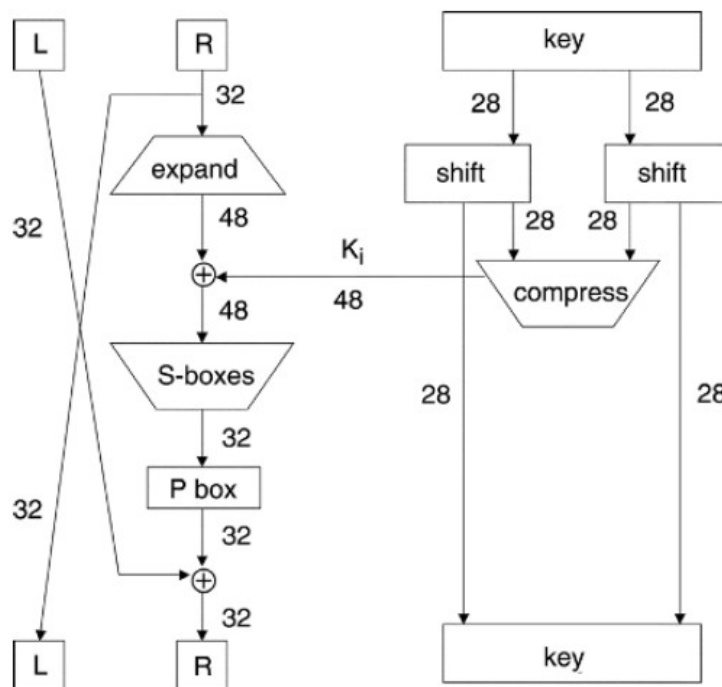 L R key
32 28 28
expand shift shift
32 48 28 28
K_i
48 48 compress
S-boxes
32 28 28
P box
32 32
32
L R key